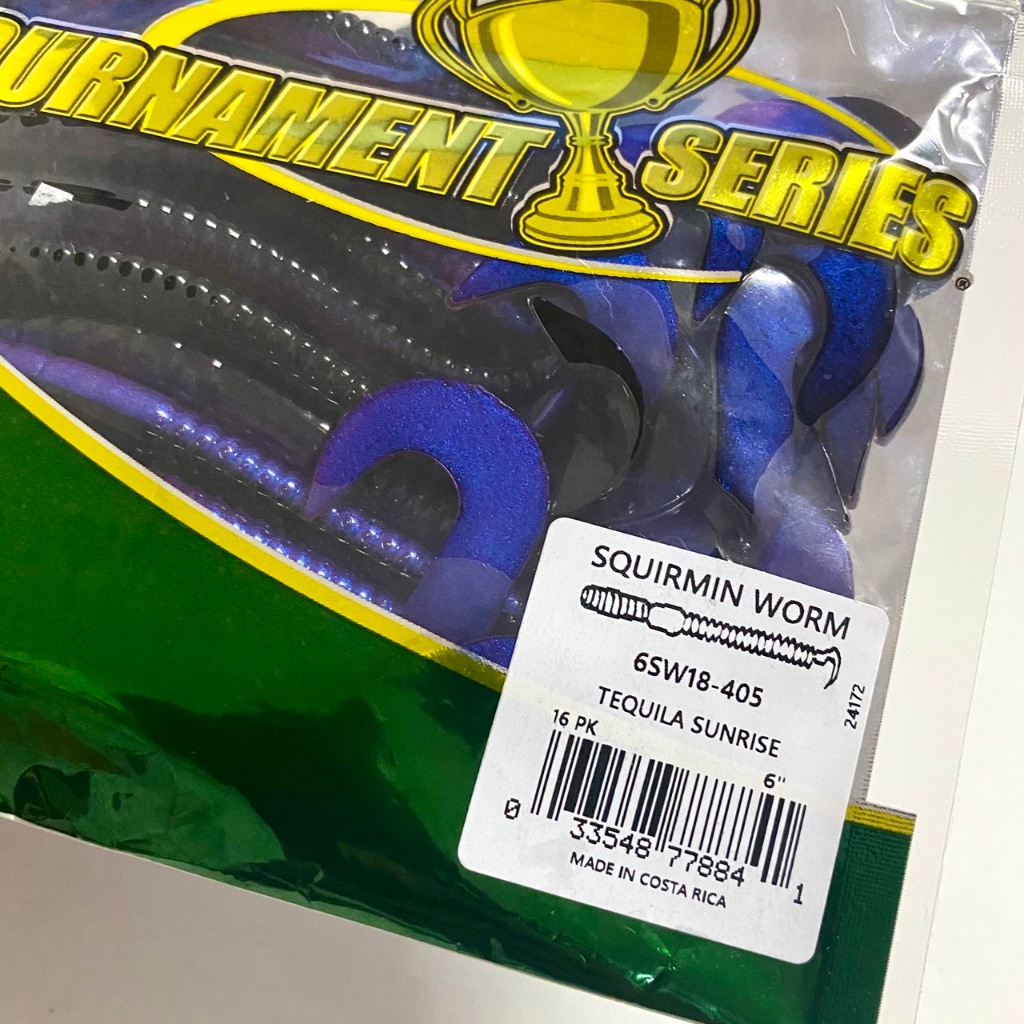 OURNAMENT SERIES®
SQUIRMIN WORM
6SW18-405
TEQUILA SUNRISE
24172
16 PK
6"
0 33548 77884 1
MADE IN COSTA RICA